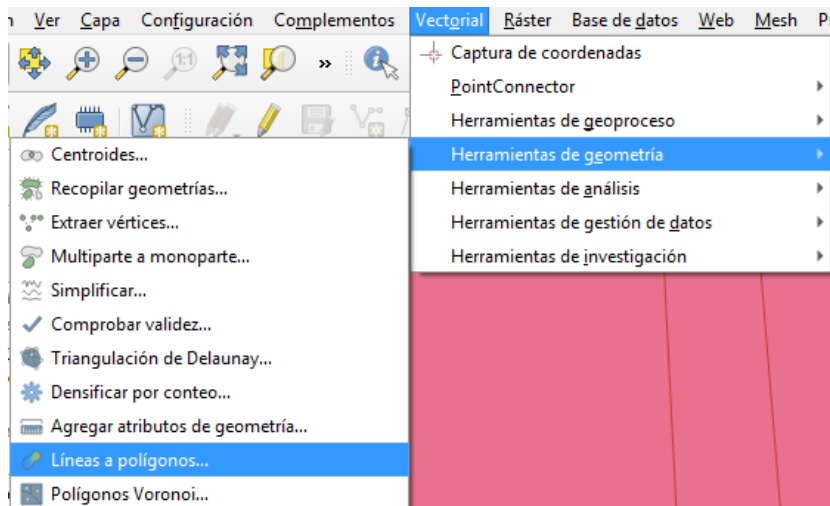 Ver Capa Configuración Complementos Vectorial Ráster Base de datos Web Mesh
1:1
»
Captura de coordenadas
PointConnector
Herramientas de geoproceso
Herramientas de geometría
Herramientas de análisis
Herramientas de gestión de datos
Herramientas de investigación
Centroides...
Recopilar geometrías...
Extraer vértices...
Multiparte a monoparte...
Simplificar...
Comprobar validez...
Triangulación de Delaunay...
Densificar por conteo...
Agregar atributos de geometría...
Líneas a polígonos...
Polígonos Voronoi...